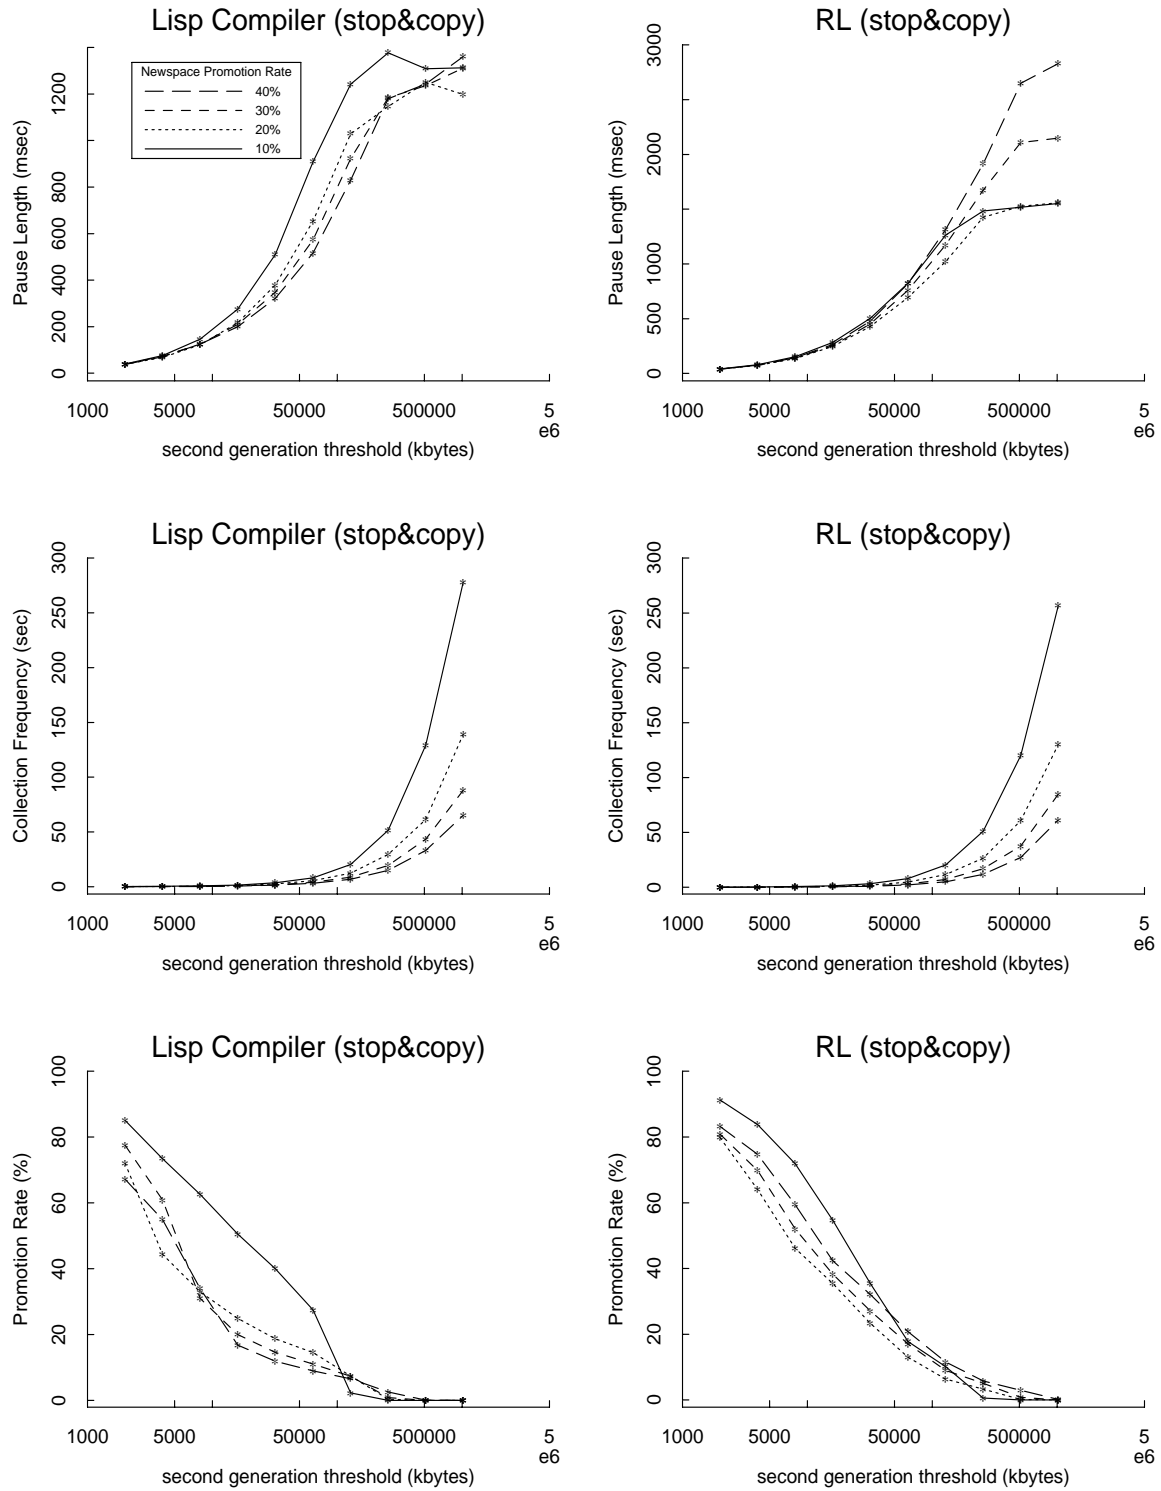 Lisp Compiler (stop&copy)
Pause Length (msec)
0 200 400 600 800 1200
Newspace Promotion Rate
40%
30%
20%
10%
1000 5000 50000 500000 5
e6
second generation threshold (kbytes)
RL (stop&copy)
Pause Length (msec)
0 500 1000 2000 3000
1000 5000 50000 500000 5
e6
second generation threshold (kbytes)
Lisp Compiler (stop&copy)
Collection Frequency (sec)
0 50 100 150 200 250 300
1000 5000 50000 500000 5
e6
second generation threshold (kbytes)
RL (stop&copy)
Collection Frequency (sec)
0 50 100 150 200 250 300
1000 5000 50000 500000 5
e6
second generation threshold (kbytes)
Lisp Compiler (stop&copy)
Promotion Rate (%)
0 20 40 60 80 100
1000 5000 50000 500000 5
e6
second generation threshold (kbytes)
RL (stop&copy)
Promotion Rate (%)
0 20 40 60 80 100
1000 5000 50000 500000 5
e6
second generation threshold (kbytes)